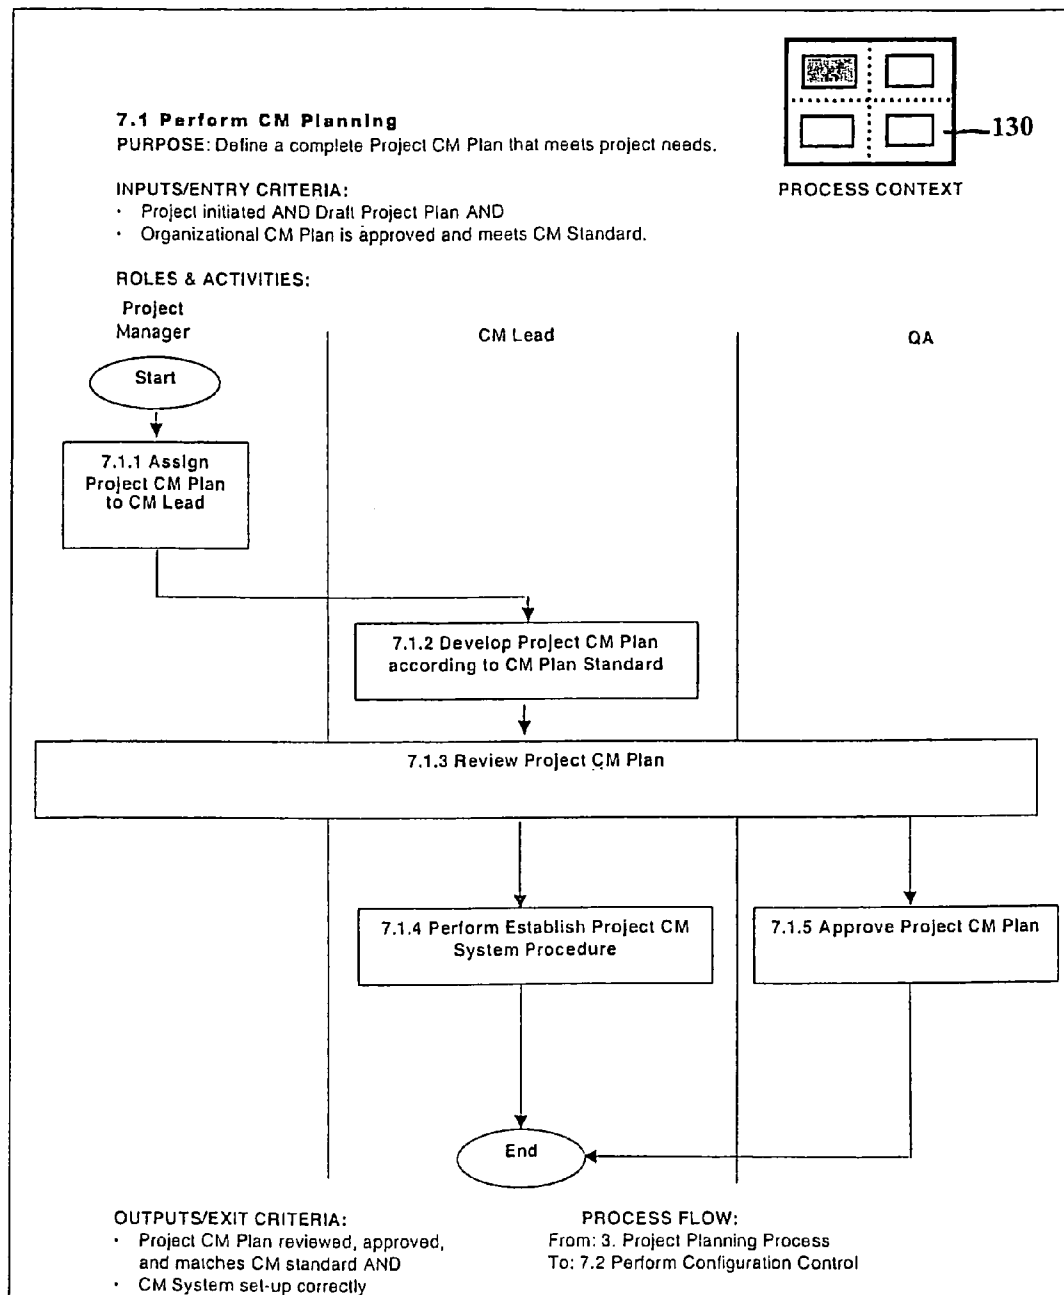 7.1 Perform CM Planning
PURPOSE: Define a complete Project CM Plan that meets project needs.
130
PROCESS CONTEXT
INPUTS/ENTRY CRITERIA:
· Project initiated AND Draft Project Plan AND
· Organizational CM Plan is approved and meets CM Standard.
ROLES & ACTIVITIES:
Project
Manager
CM Lead
QA
Start
7.1.1 Assign
Project CM Plan
to CM Lead
7.1.2 Develop Project CM Plan
according to CM Plan Standard
7.1.3 Review Project CM Plan
7.1.4 Perform Establish Project CM
System Procedure
7.1.5 Approve Project CM Plan
End
OUTPUTS/EXIT CRITERIA:
· Project CM Plan reviewed, approved,
and matches CM standard AND
· CM System set-up correctly
PROCESS FLOW:
From: 3. Project Planning Process
To: 7.2 Perform Configuration Control